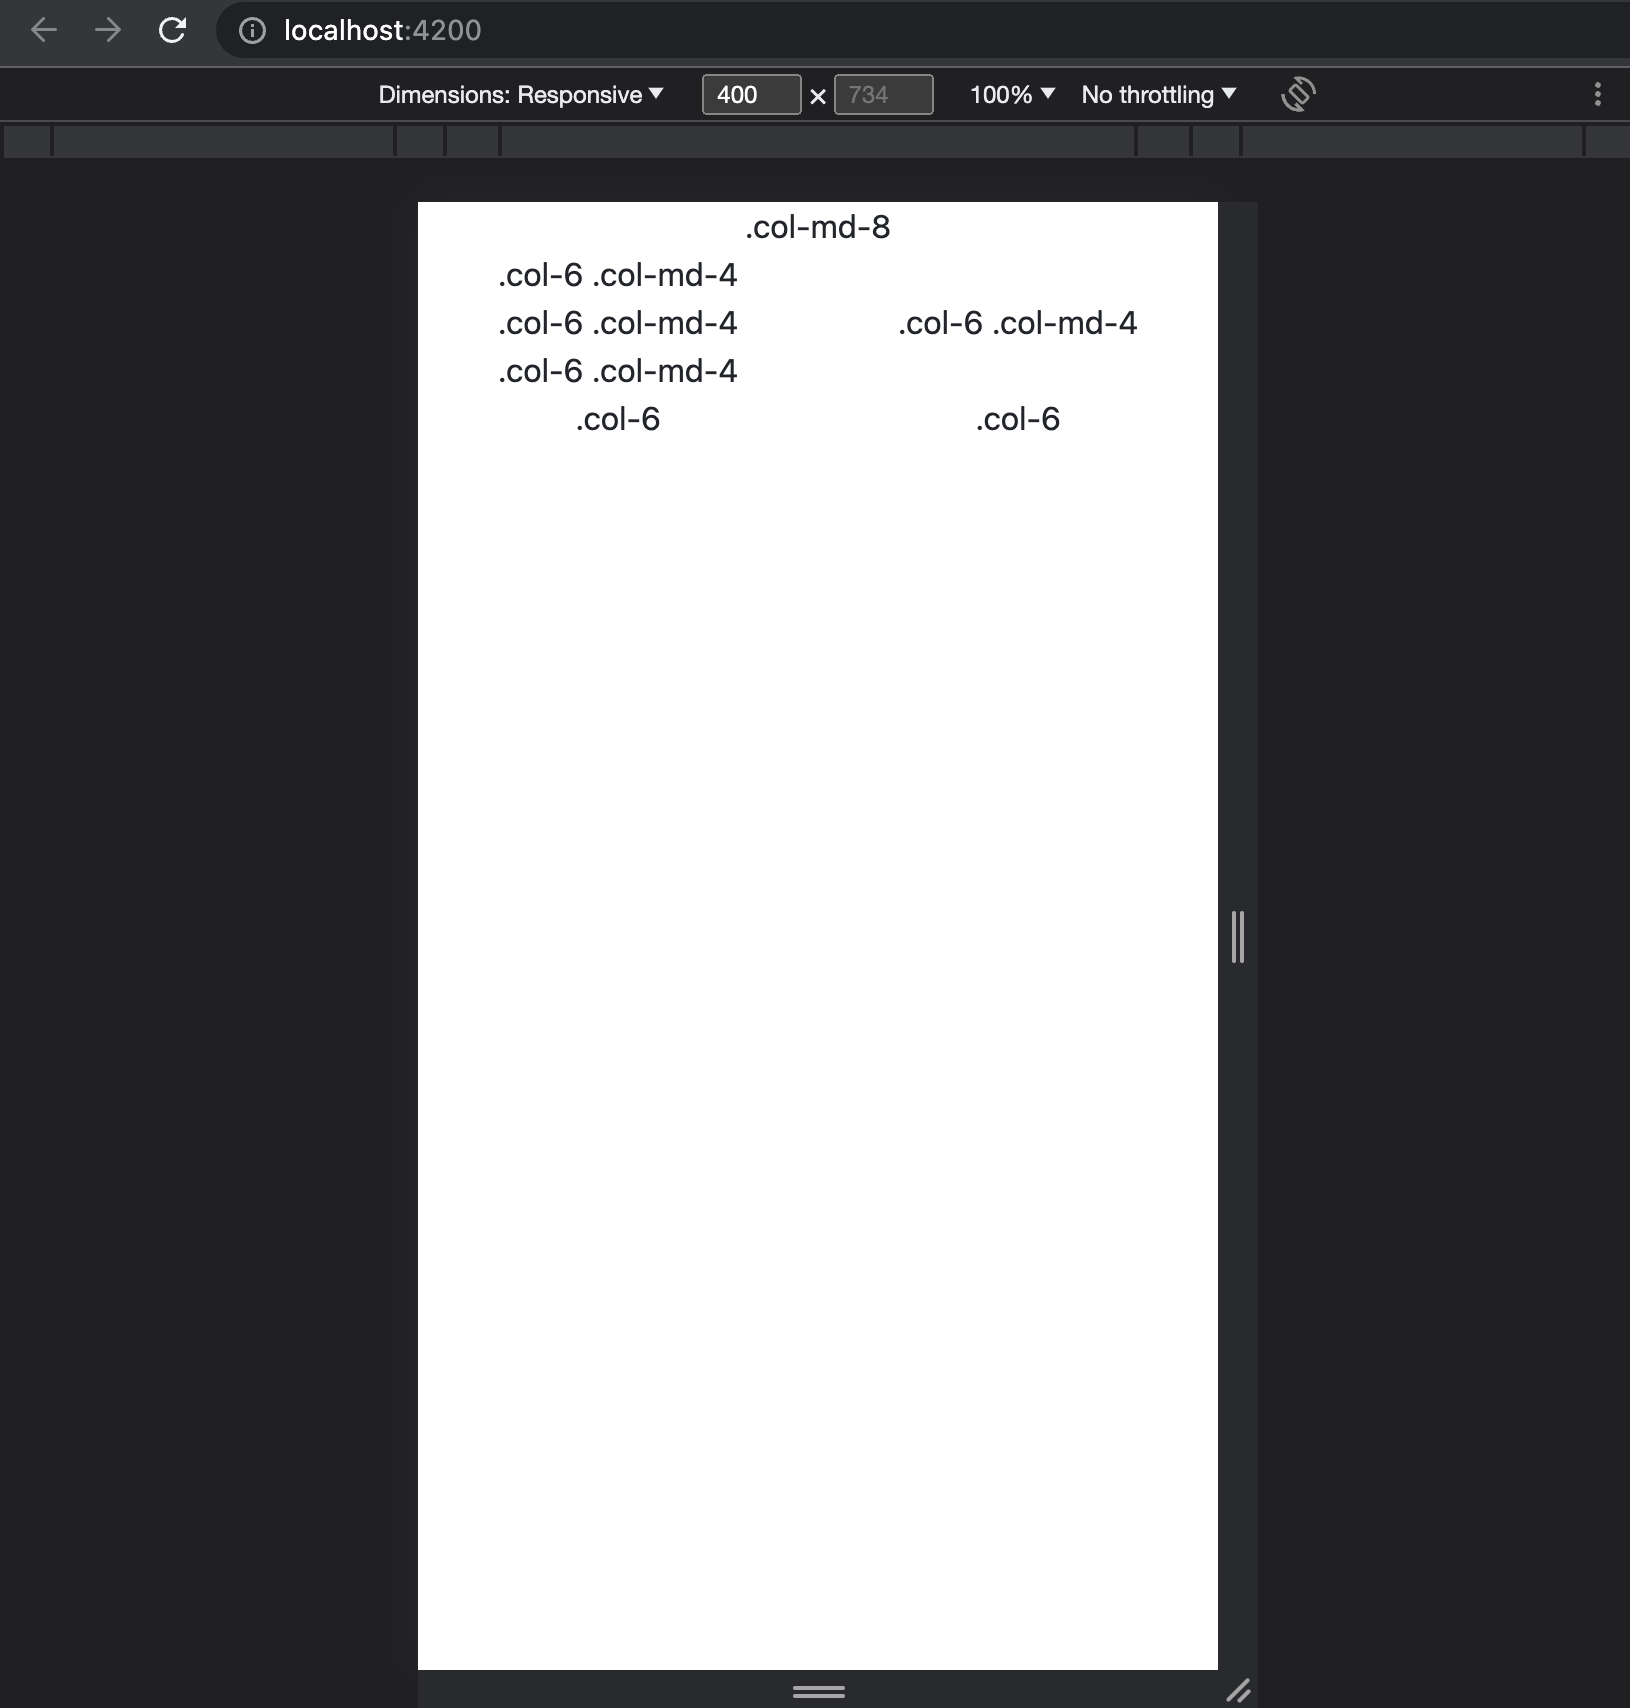 localhost:4200
Dimensions: Responsive 400 × 734 100% No throttling
.col-md-8
.col-6 .col-md-4
.col-6 .col-md-4 .col-6 .col-md-4
.col-6 .col-md-4
.col-6 .col-6